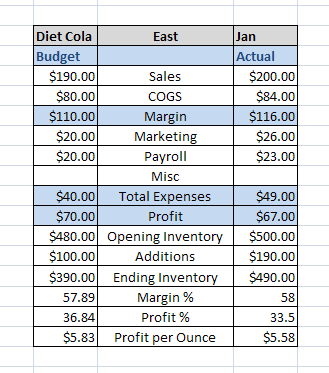 Diet Cola East Jan
Budget Actual
$190.00 Sales $200.00
$80.00 COGS $84.00
$110.00 Margin $116.00
$20.00 Marketing $26.00
$20.00 Payroll $23.00
Misc
$40.00 Total Expenses $49.00
$70.00 Profit $67.00
$480.00 Opening Inventory $500.00
$100.00 Additions $190.00
$390.00 Ending Inventory $490.00
57.89 Margin % 58
36.84 Profit % 33.5
$5.83 Profit per Ounce $5.58